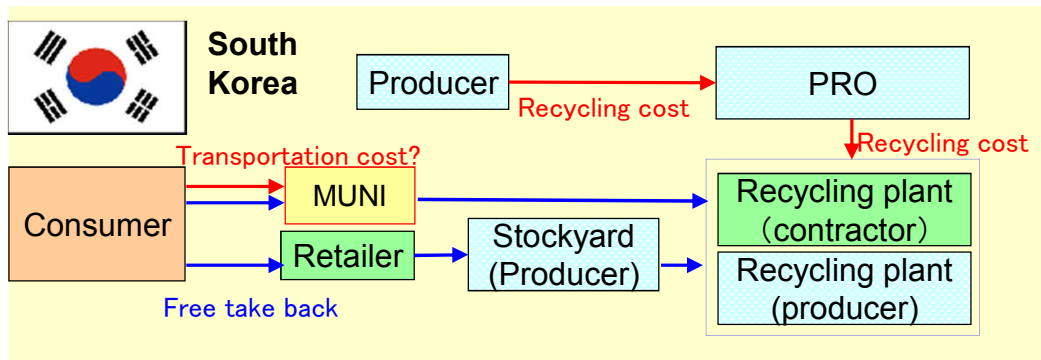 South
Korea
Producer
Recycling cost
PRO
Recycling cost
Transportation cost?
Consumer
MUNI
Retailer
Free take back
Stockyard
(Producer)
Recycling plant
（contractor）
Recycling plant
(producer)